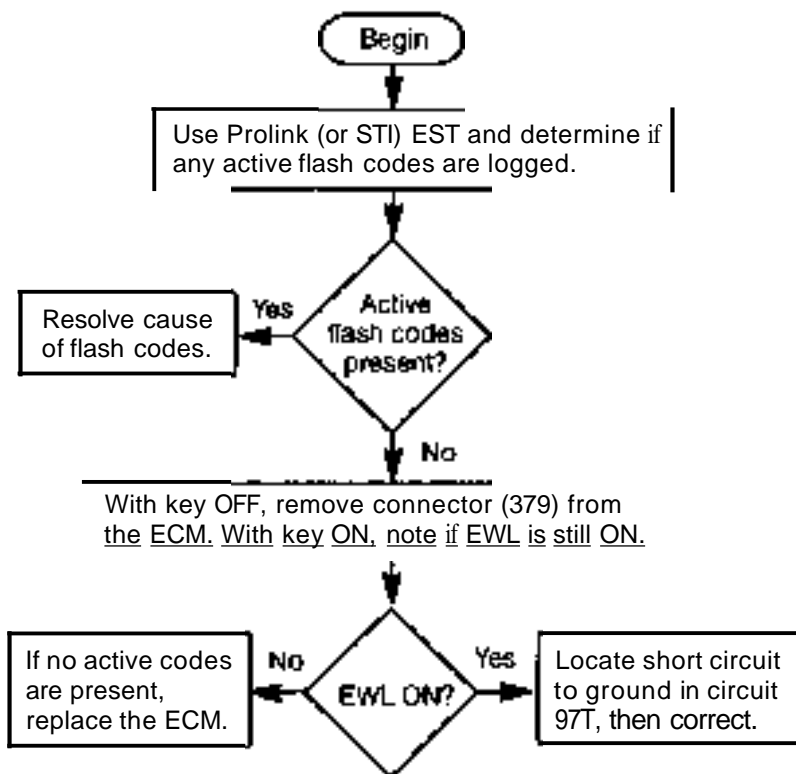 Begin
Use Prolink (or STI) EST and determine if
any active flash codes are logged.
Yes
Active
flash codes
present?
Resolve cause
of flash codes.
No
With key OFF, remove connector (379) from
the ECM. With key ON, note if EWL is still ON.
If no active codes
are present,
replace the ECM.
No
EWL ON?
Yes
Locate short circuit
to ground in circuit
97T, then correct.